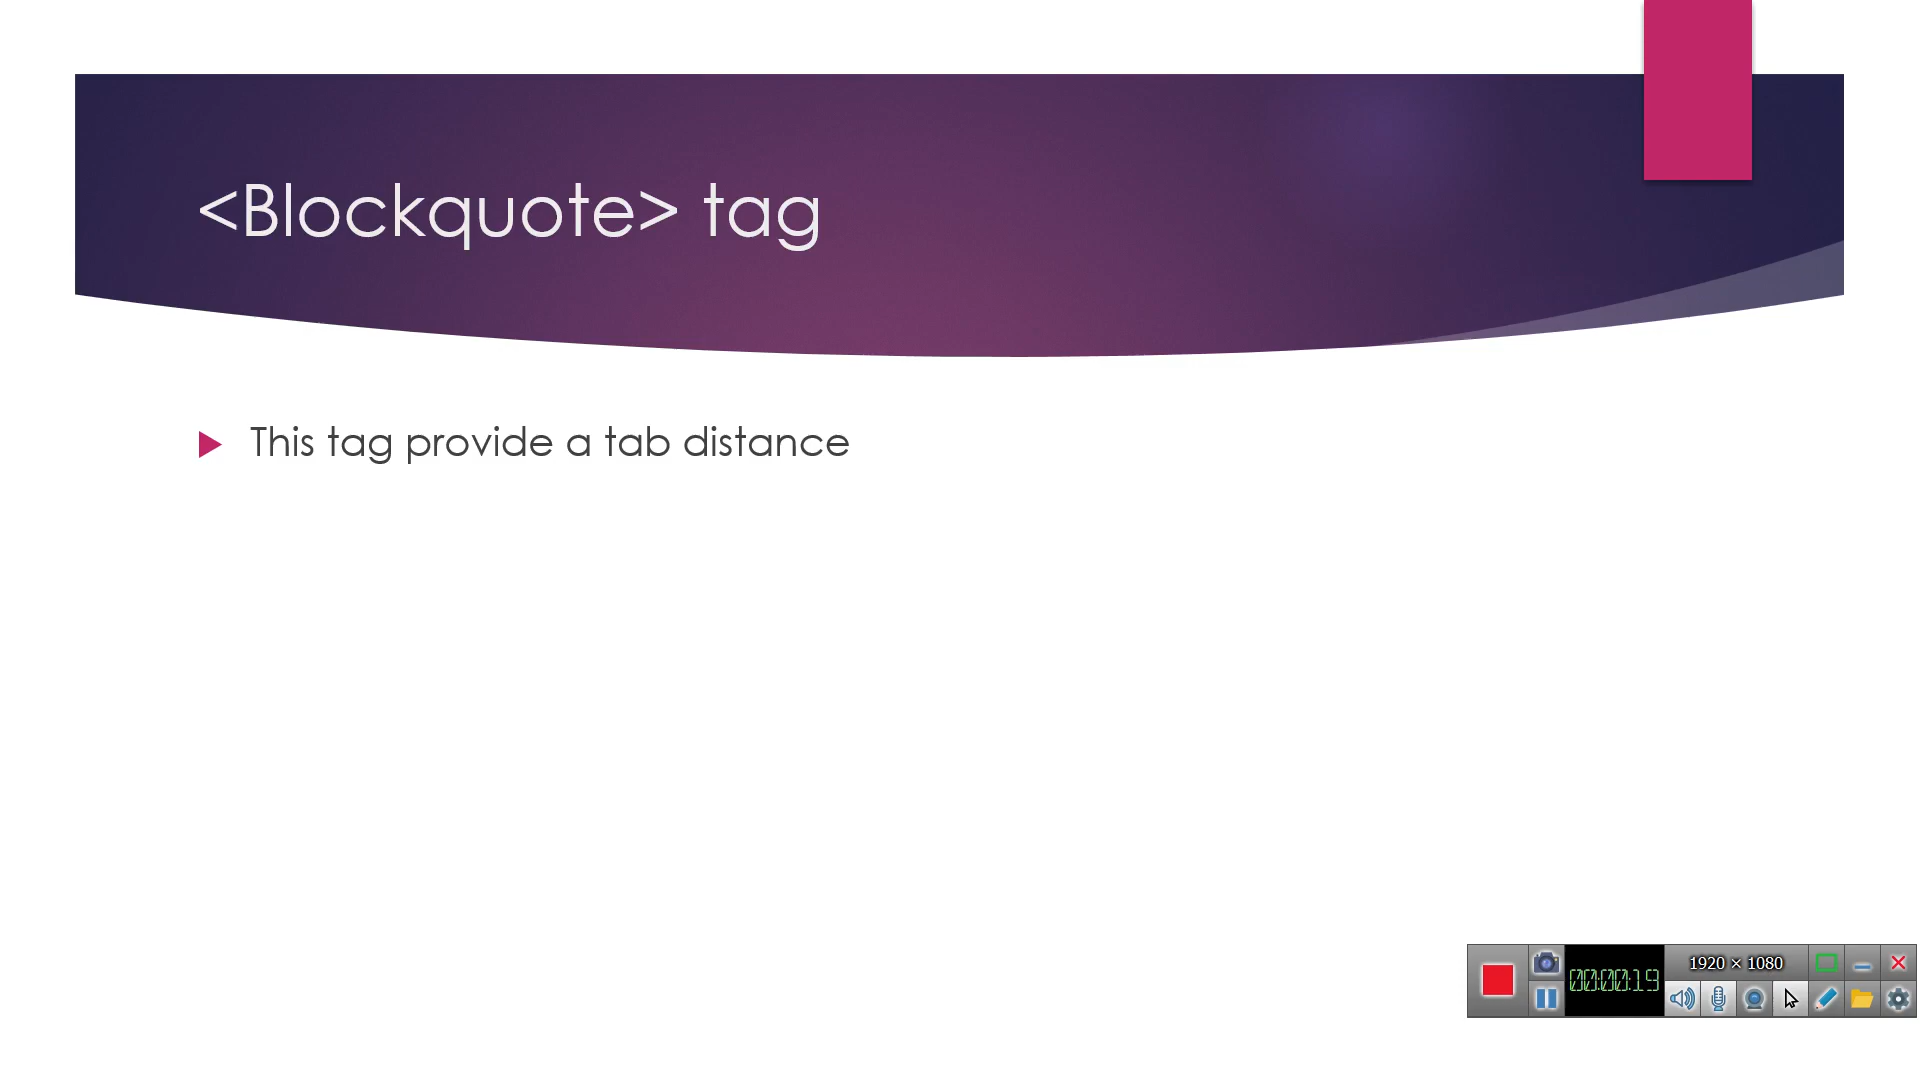 <Blockquote> tag
This tag provide a tab distance
1920 × 1080
00:00:19